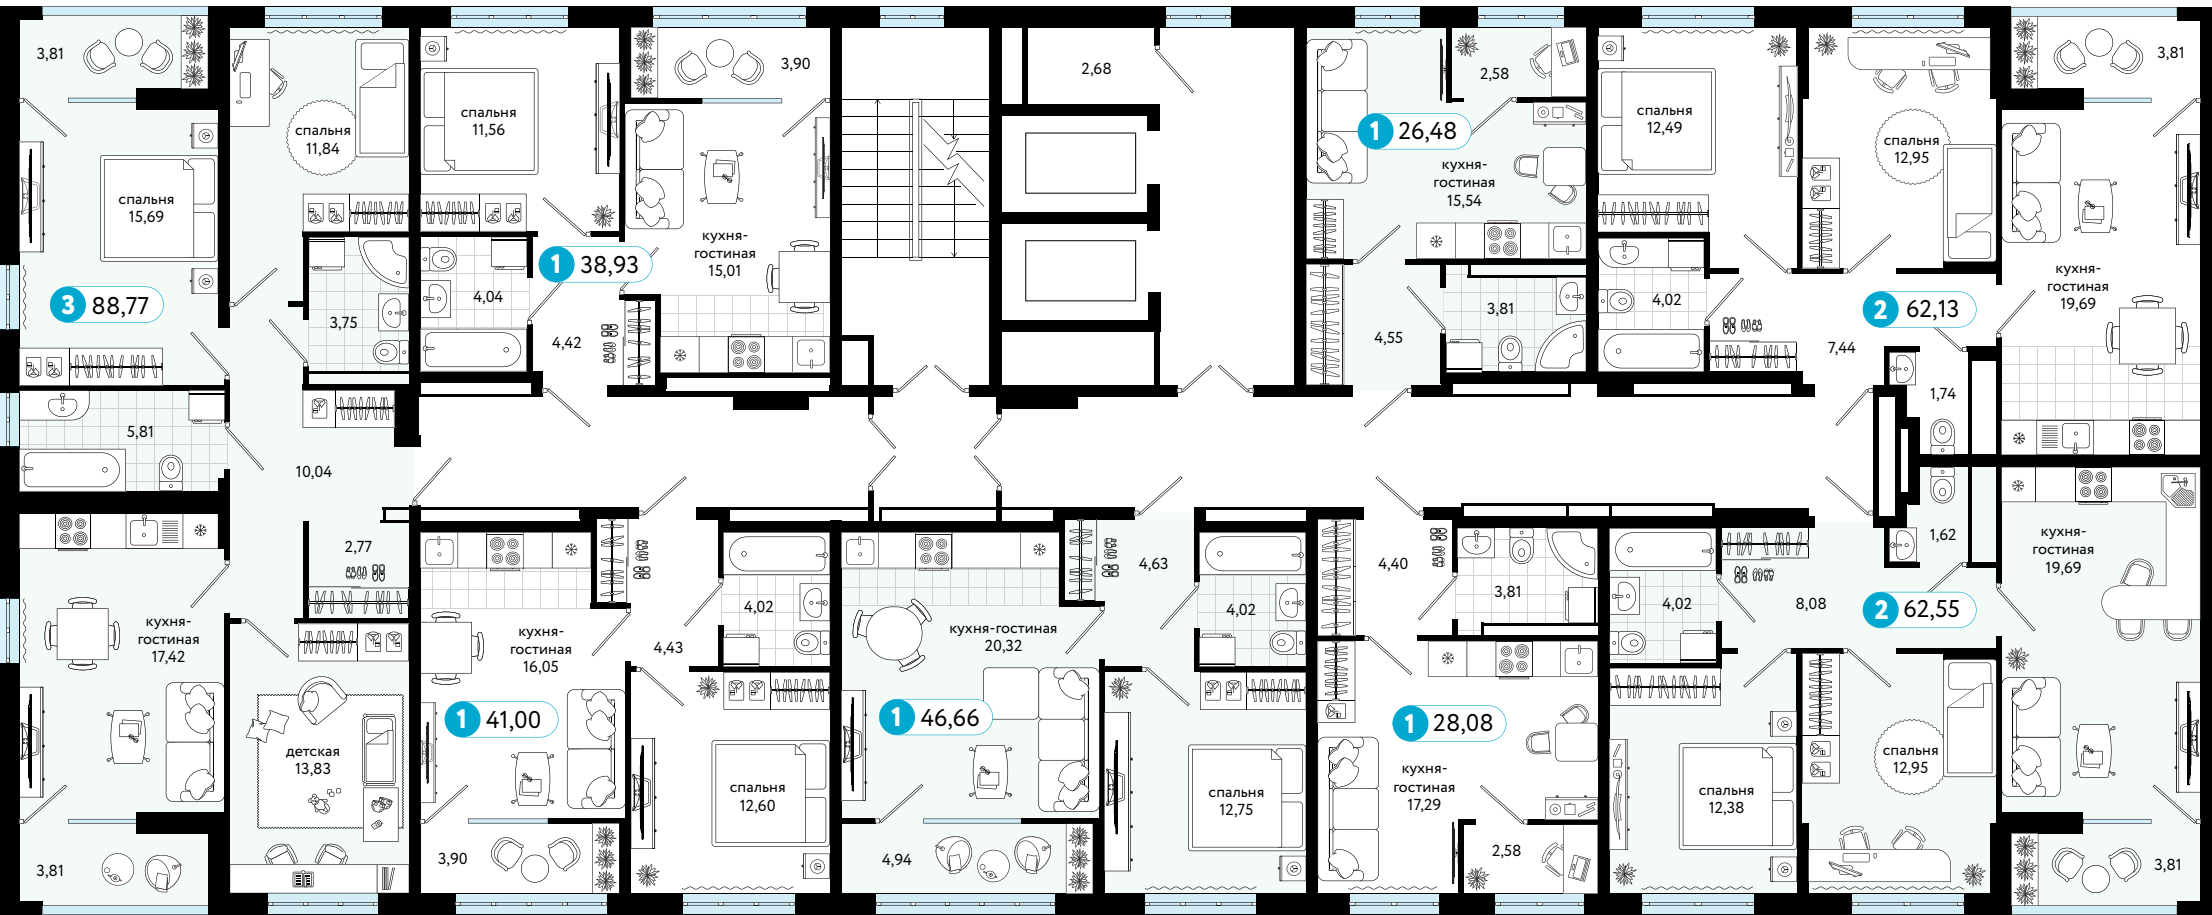 3,81
спальня
15,69
3 88,77
5,81
спальня
11,84
3,75
10,04
2,77
кухня-
гостиная
17,42
3,81
детская
13,83
спальня
11,56
3,90
кухня-
гостиная
15,01
1 38,93
4,04
4,42
кухня-
гостиная
16,05
4,43
4,02
1 41,00
спальня
12,60
3,90
2,68
кухня-гостиная
20,32
4,63
4,02
1 46,66
спальня
12,75
4,94
2,58
1 26,48
кухня-
гостиная
15,54
4,55
3,81
4,40
3,81
1 28,08
кухня-
гостиная
17,29
2,58
спальня
12,49
спальня
12,95
3,81
кухня-
гостиная
19,69
2 62,13
4,02
7,44
1,74
1,62
кухня-
гостиная
19,69
4,02
8,08
2 62,55
спальня
12,38
спальня
12,95
3,81